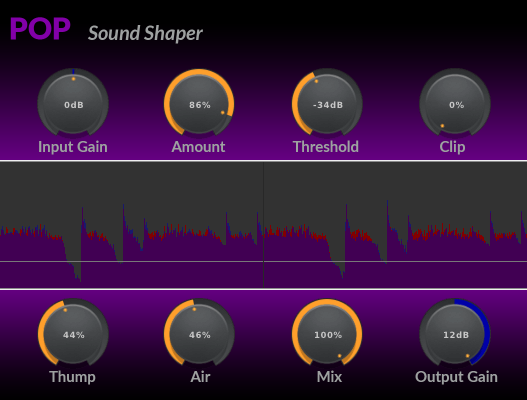 POP Sound Shaper
0dB 86% -34dB 0%
Input Gain Amount Threshold Clip
44% 46% 100% 12dB
Thump Air Mix Output Gain